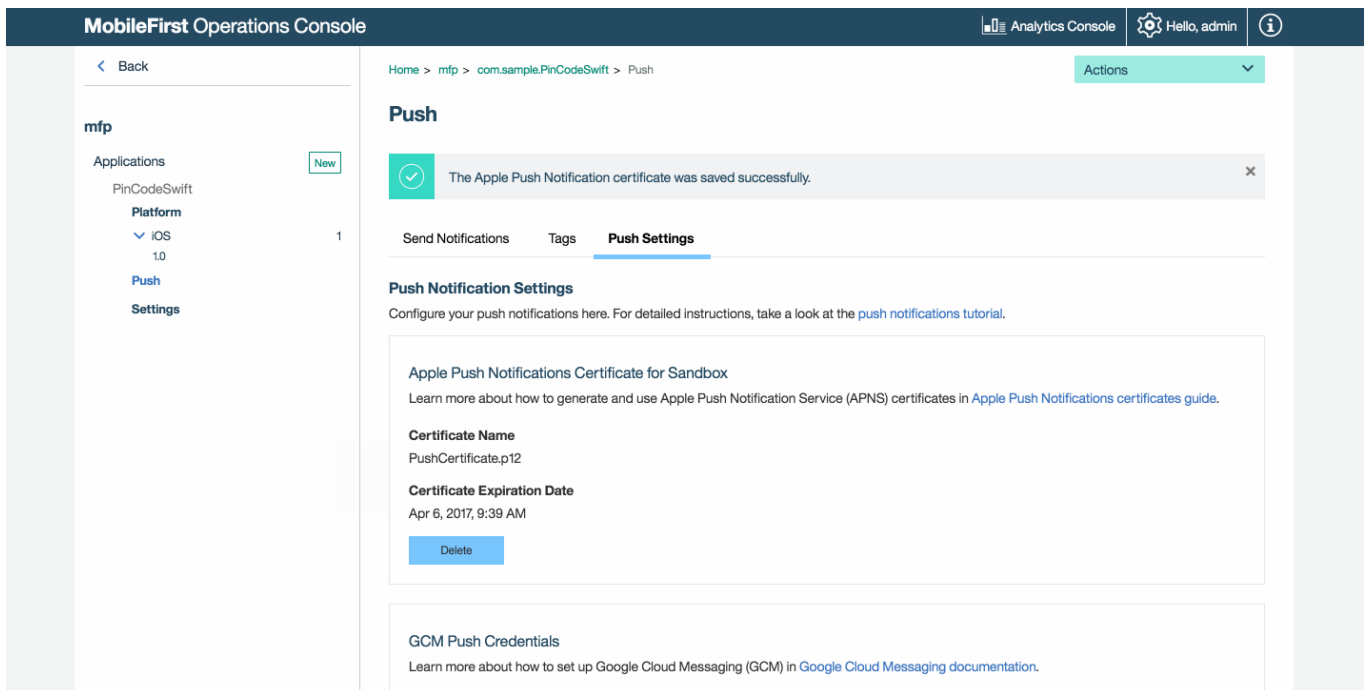 MobileFirst Operations Console
Analytics Console
Hello, admin
Back
Home > mfp > com.sample.PinCodeSwift > Push
Actions
Push
mfp
Applications
New
PinCodeSwift
Platform
iOS
1
1.0
Push
Settings
The Apple Push Notification certificate was saved successfully.
Send Notifications
Tags
Push Settings
Push Notification Settings
Configure your push notifications here. For detailed instructions, take a look at the push notifications tutorial.
Apple Push Notifications Certificate for Sandbox
Learn more about how to generate and use Apple Push Notification Service (APNS) certificates in Apple Push Notifications certificates guide.
Certificate Name
PushCertificate.p12
Certificate Expiration Date
Apr 6, 2017, 9:39 AM
Delete
GCM Push Credentials
Learn more about how to set up Google Cloud Messaging (GCM) in Google Cloud Messaging documentation.